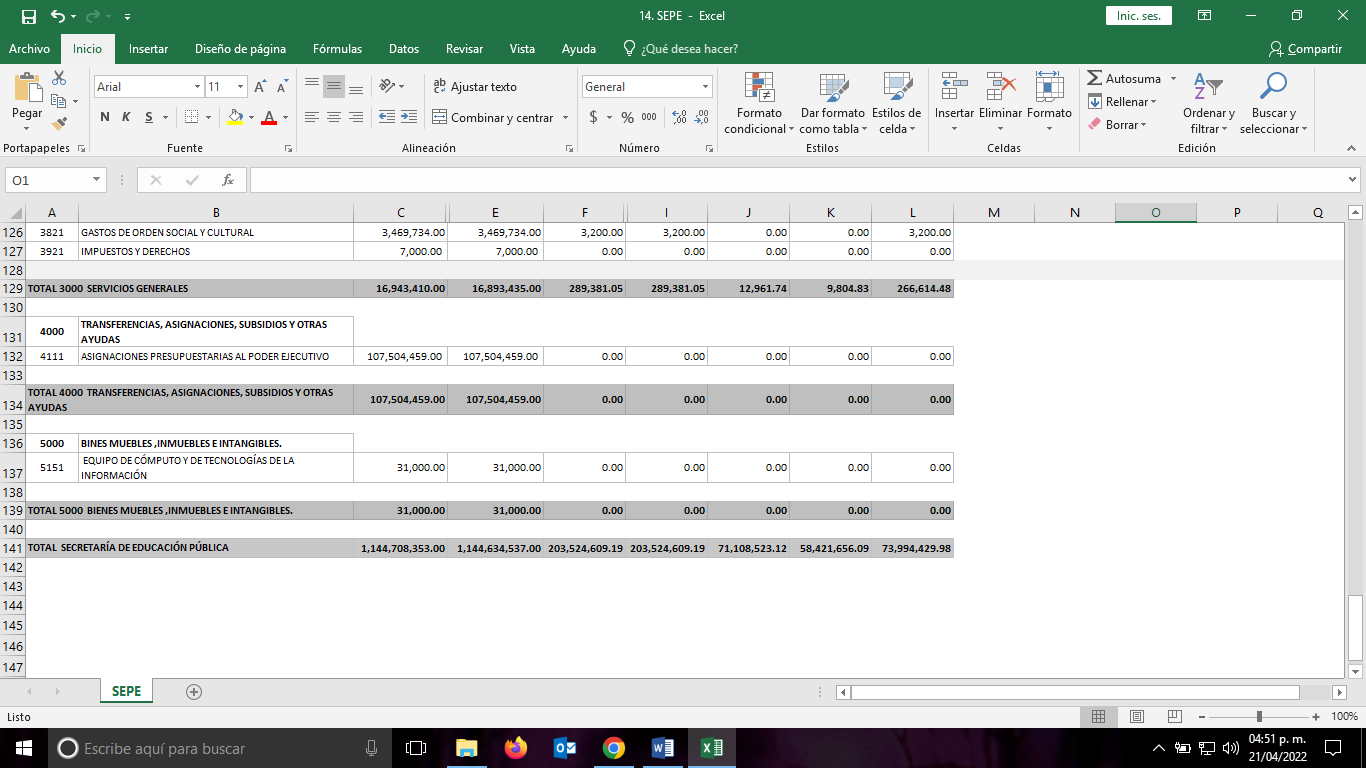 14. SEPE - Excel
Inic. ses.
Archivo Inicio Insertar Diseño de página Fórmulas Datos Revisar Vista Ayuda ¿Qué desea hacer? Compartir
Pegar
Portapapeles
Arial 11
N K S
Fuente
Ajustar texto
Combinar y centrar
Alineación
General
$ % 000
Número
Formato condicional
Dar formato como tabla
Estilos de celda
Estilos
Insertar Eliminar Formato
Celdas
Autosuma
Rellenar
Borrar
Ordenar y filtrar
Buscar y seleccionar
Edición
O1
fx
A B C E F I J K L M N O P Q
126 3821 GASTOS DE ORDEN SOCIAL Y CULTURAL 3,469,734.00 3,469,734.00 3,200.00 3,200.00 0.00 0.00 3,200.00
127 3921 IMPUESTOS Y DERECHOS 7,000.00 7,000.00 0.00 0.00 0.00 0.00 0.00
128
129 TOTAL 3000 SERVICIOS GENERALES 16,943,410.00 16,893,435.00 289,381.05 289,381.05 12,961.74 9,804.83 266,614.48
130
131 4000 TRANSFERENCIAS, ASIGNACIONES, SUBSIDIOS Y OTRAS
AYUDAS
132 4111 ASIGNACIONES PRESUPUESTARIAS AL PODER EJECUTIVO 107,504,459.00 107,504,459.00 0.00 0.00 0.00 0.00 0.00
133
134 TOTAL 4000 TRANSFERENCIAS, ASIGNACIONES, SUBSIDIOS Y OTRAS
AYUDAS 107,504,459.00 107,504,459.00 0.00 0.00 0.00 0.00 0.00
135
136 5000 BINES MUEBLES ,INMUEBLES E INTANGIBLES.
137 5151 EQUIPO DE CÓMPUTO Y DE TECNOLOGÍAS DE LA
INFORMACIÓN 31,000.00 31,000.00 0.00 0.00 0.00 0.00 0.00
138
139 TOTAL 5000 BIENES MUEBLES ,INMUEBLES E INTANGIBLES. 31,000.00 31,000.00 0.00 0.00 0.00 0.00 0.00
140
141 TOTAL SECRETARÍA DE EDUCACIÓN PÚBLICA 1,144,708,353.00 1,144,634,537.00 203,524,609.19 203,524,609.19 71,108,523.12 58,421,656.09 73,994,429.98
142
143
144
145
146
147
SEPE
Listo
100%
Escribe aquí para buscar
04:51 p. m.
21/04/2022